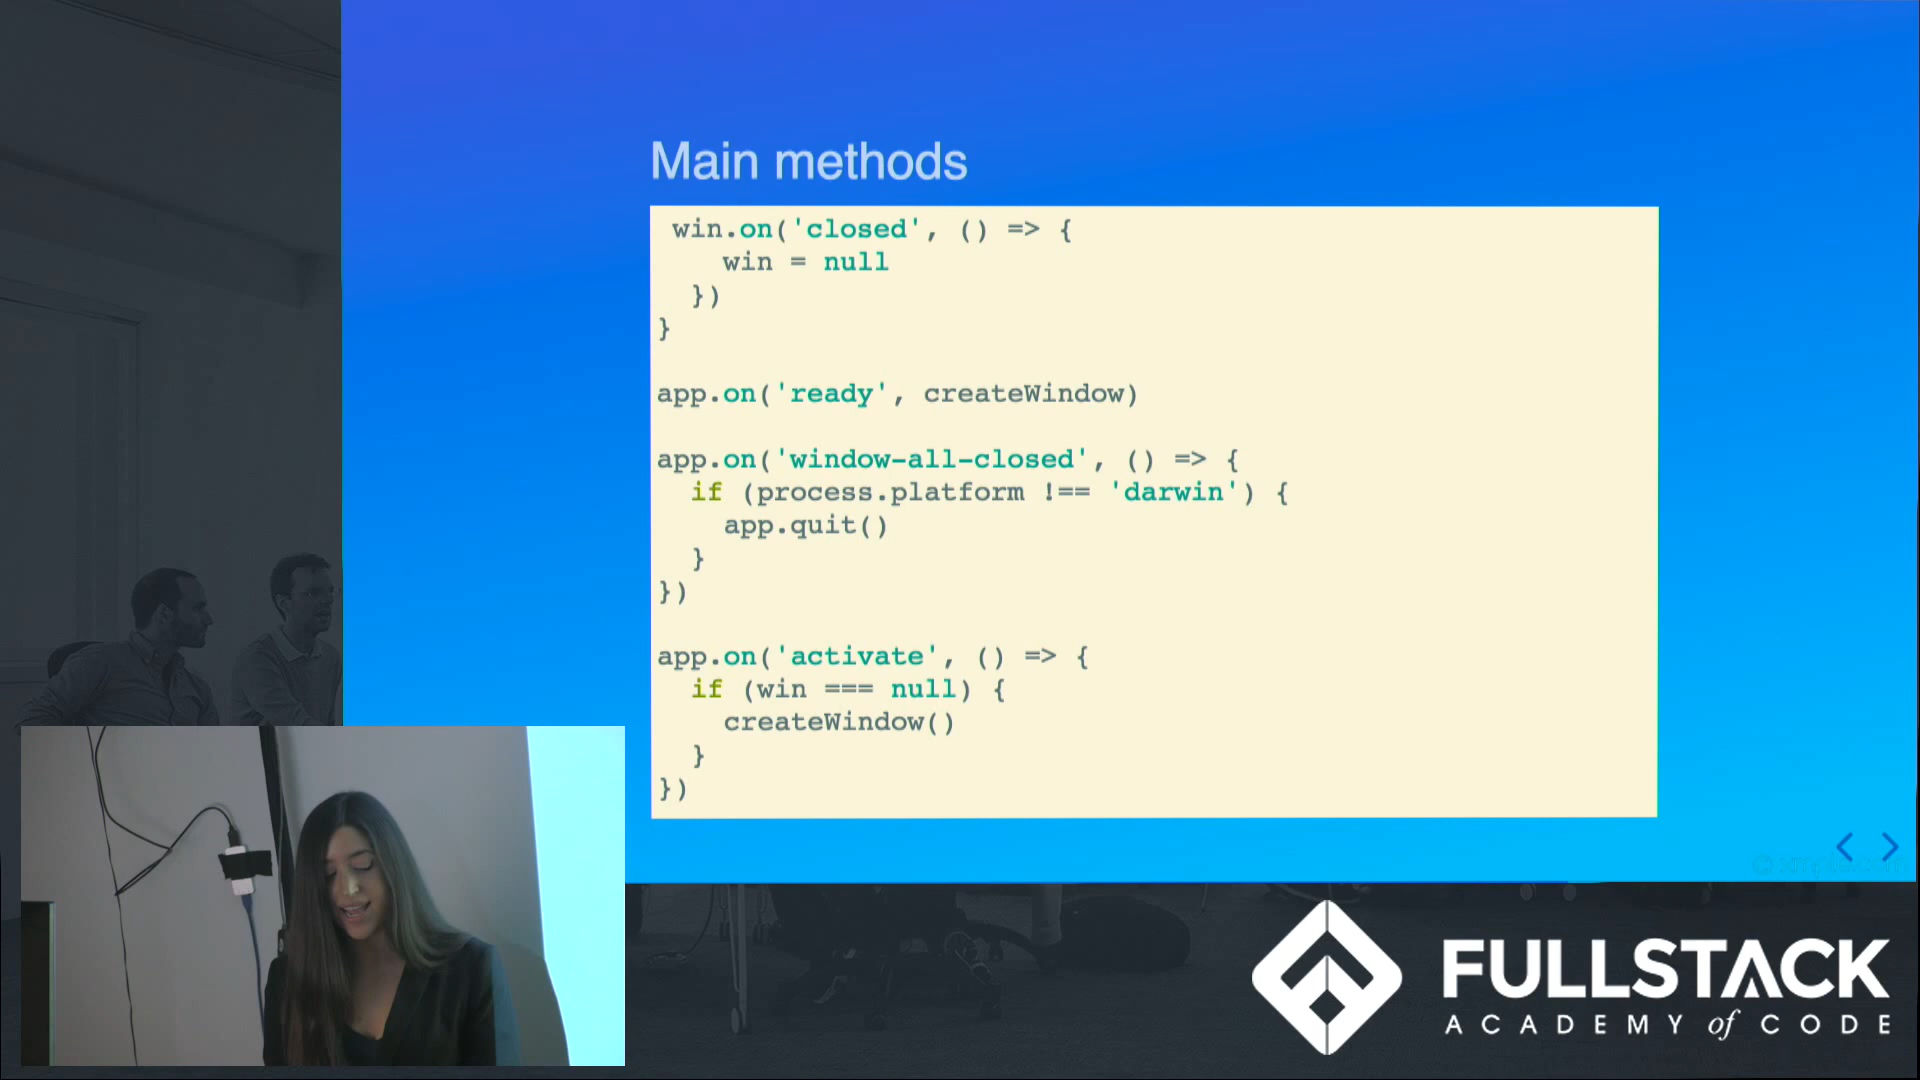 Main methods
win.on('closed', () => {
win = null
})
}
app.on('ready', createWindow)
app.on('window-all-closed', () => {
if (process.platform !== 'darwin') {
app.quit()
}
})
app.on('activate', () => {
if (win === null) {
createWindow()
}
})
FULLSTACK
ACADEMY of CODE